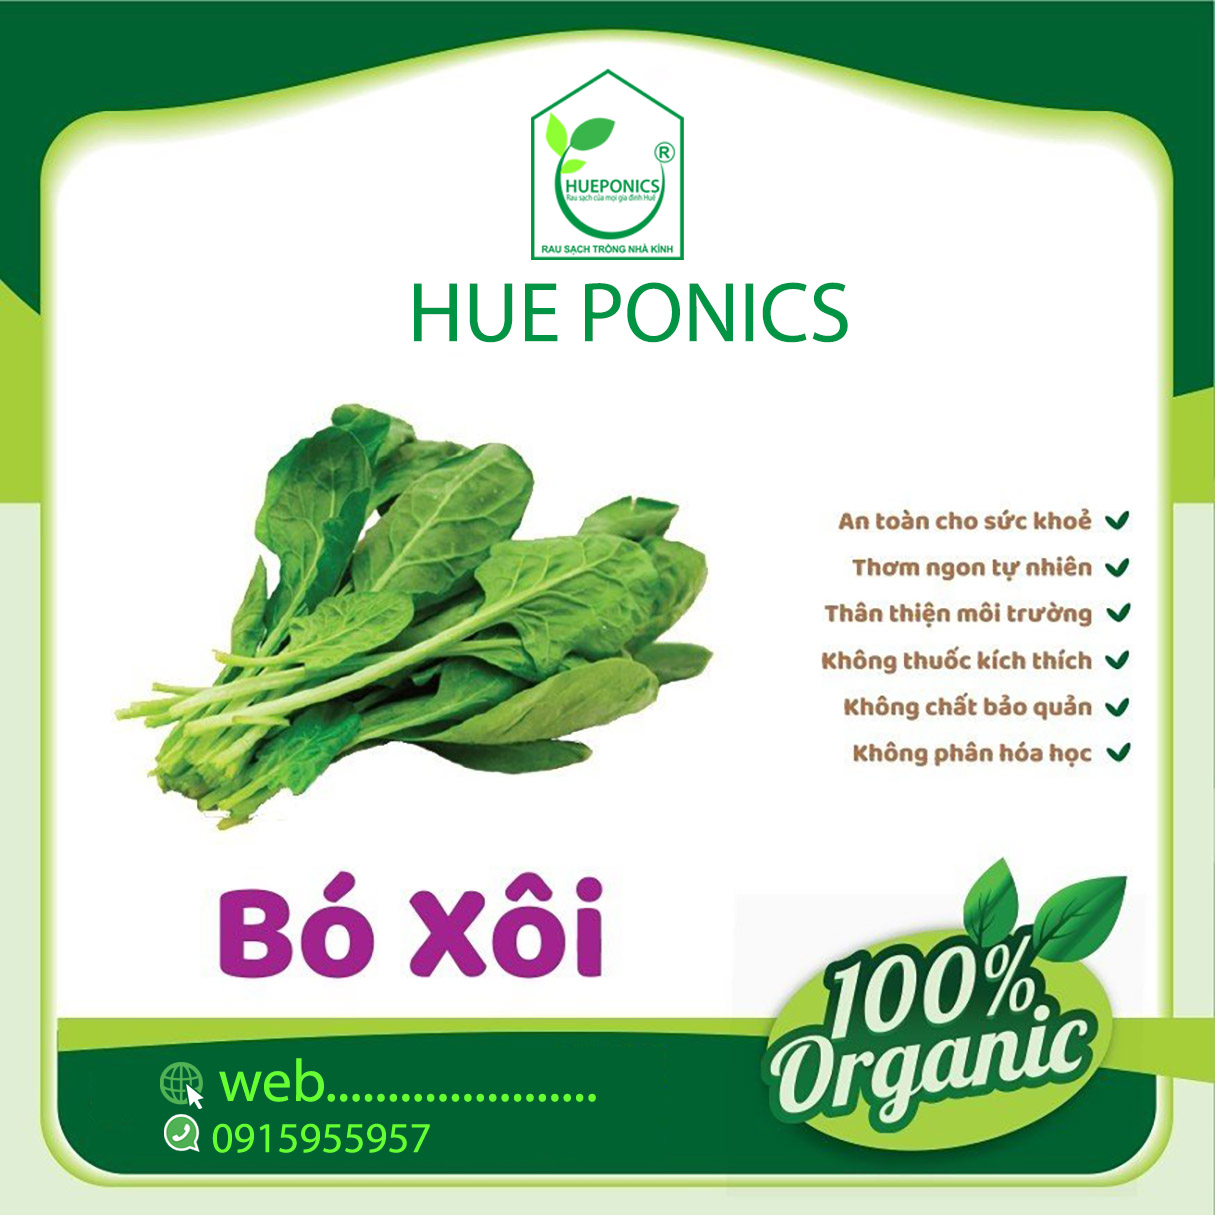 ®
HUEPONICS
Rau sạch của mọi gia đình Huế
RAU SẠCH TRỒNG NHÀ KÍNH
HUE PONICS
An toàn cho sức khoẻ
Thơm ngon tự nhiên
Thân thiện môi trường
Không thuốc kích thích
Không chất bảo quản
Không phân hóa học
Bó Xôi
100%
Organic
web......................
0915955957